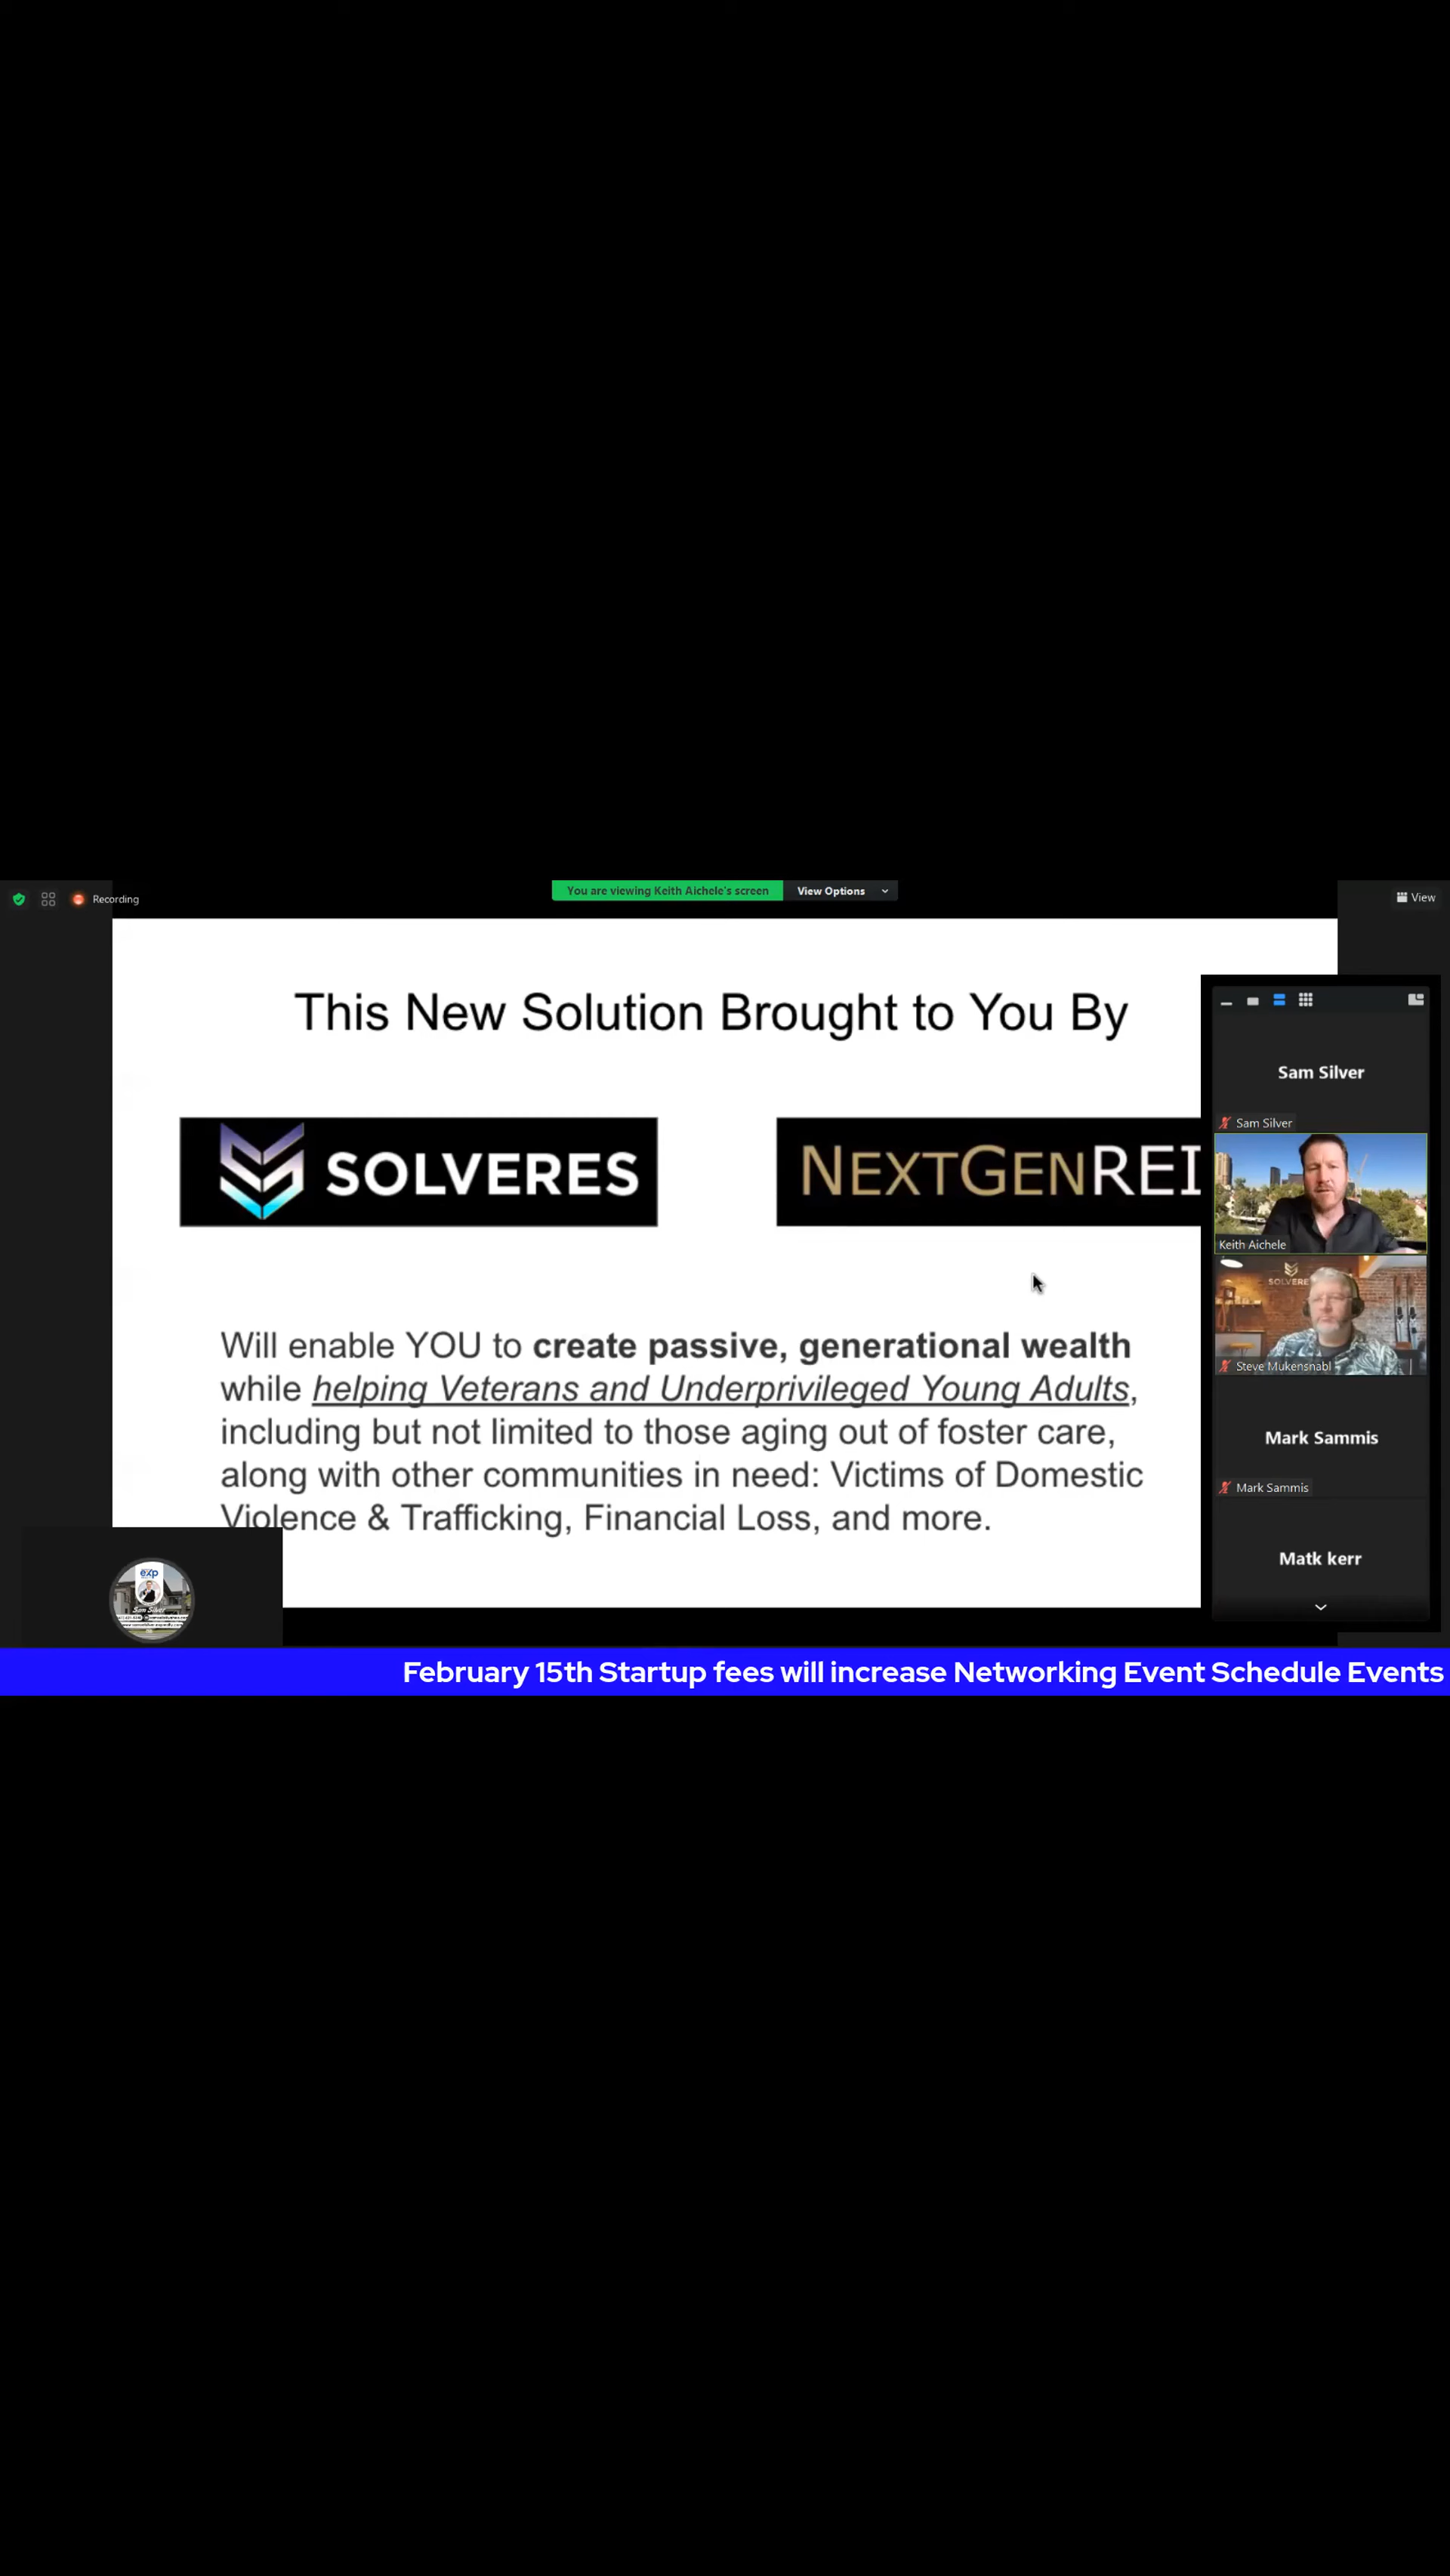 Recording
You are viewing Keith Aichele's screen
View Options
View
This New Solution Brought to You By
SOLVERES
NEXTGENREI
Will enable YOU to create passive, generational wealth
while helping Veterans and Underprivileged Young Adults,
including but not limited to those aging out of foster care,
along with other communities in need: Victims of Domestic
Violence & Trafficking, Financial Loss, and more.
Sam Silver
Sam Silver
Keith Aichele
SOLVERE
Steve Mukensnabl
Mark Sammis
Mark Sammis
Matk kerr
exp
Sam Silver
February 15th Startup fees will increase Networking Event Schedule Events